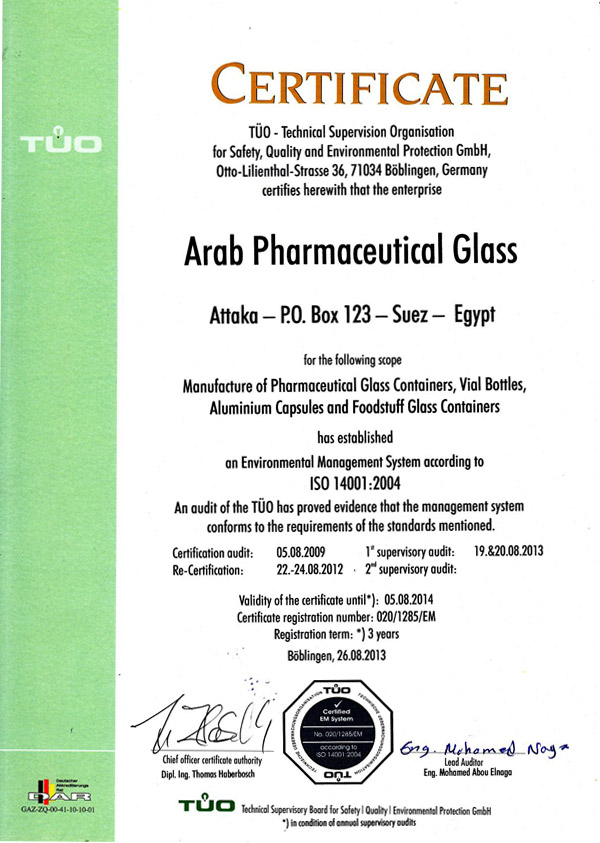 CERTIFICATE
TÜO
TÜO - Technical Supervision Organisation
for Safety, Quality and Environmental Protection GmbH,
Otto-Lilienthal-Strasse 36, 71034 Böblingen, Germany
certifies herewith that the enterprise
Arab Pharmaceutical Glass
Attaka – P.O. Box 123 – Suez – Egypt
for the following scope
Manufacture of Pharmaceutical Glass Containers, Vial Bottles,
Aluminium Capsules and Foodstuff Glass Containers
has established
an Environmental Management System according to
ISO 14001:2004
An audit of the TÜO has proved evidence that the management system
conforms to the requirements of the standards mentioned.
Certification audit: 05.08.2009 1st supervisory audit: 19.&20.08.2013
Re-Certification: 22.-24.08.2012 2nd supervisory audit:
Validity of the certificate until*): 05.08.2014
Certificate registration number: 020/1285/EM
Registration term: *) 3 years
Böblingen, 26.08.2013
TÜO
TECHNISCHE ÜBERWACHUNGSORGANISATION
Certified
EM System
No. 020/1285/EM
according to
ISO 14001:2004
TÜO
Eng. Mohamed Naga
Chief officer certificate authority
Dipl. Ing. Thomas Haberbosch
Lead Auditor
Eng. Mohamed Abou Elnaga
Deutscher
Akkreditierungs
Rat
DAR
GAZ-ZQ-00-41-10-10-01
TÜO Technical Supervisory Board for Safety | Quality | Environmental Protection GmbH
*) in condition of annual supervisory audits